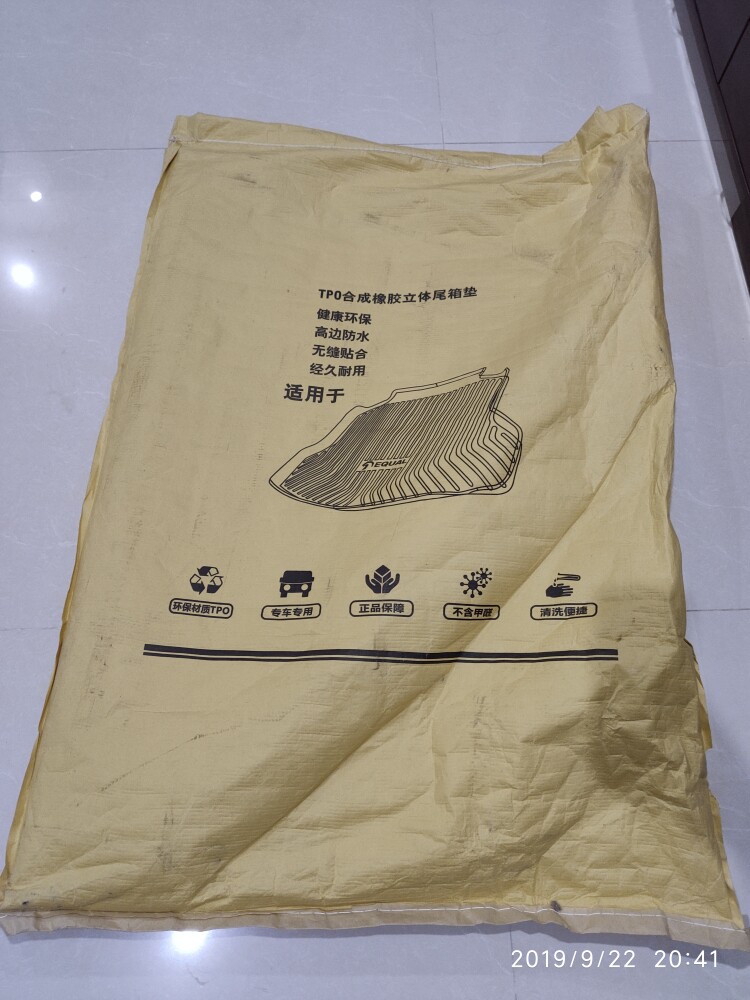 TPO合成橡胶立体尾箱垫
健康环保
高边防水
无缝贴合
经久耐用
适用于
EQUAL
环保材质TPO
专车专用
正品保障
不含甲醛
清洗便捷
2019/9/22 20:41